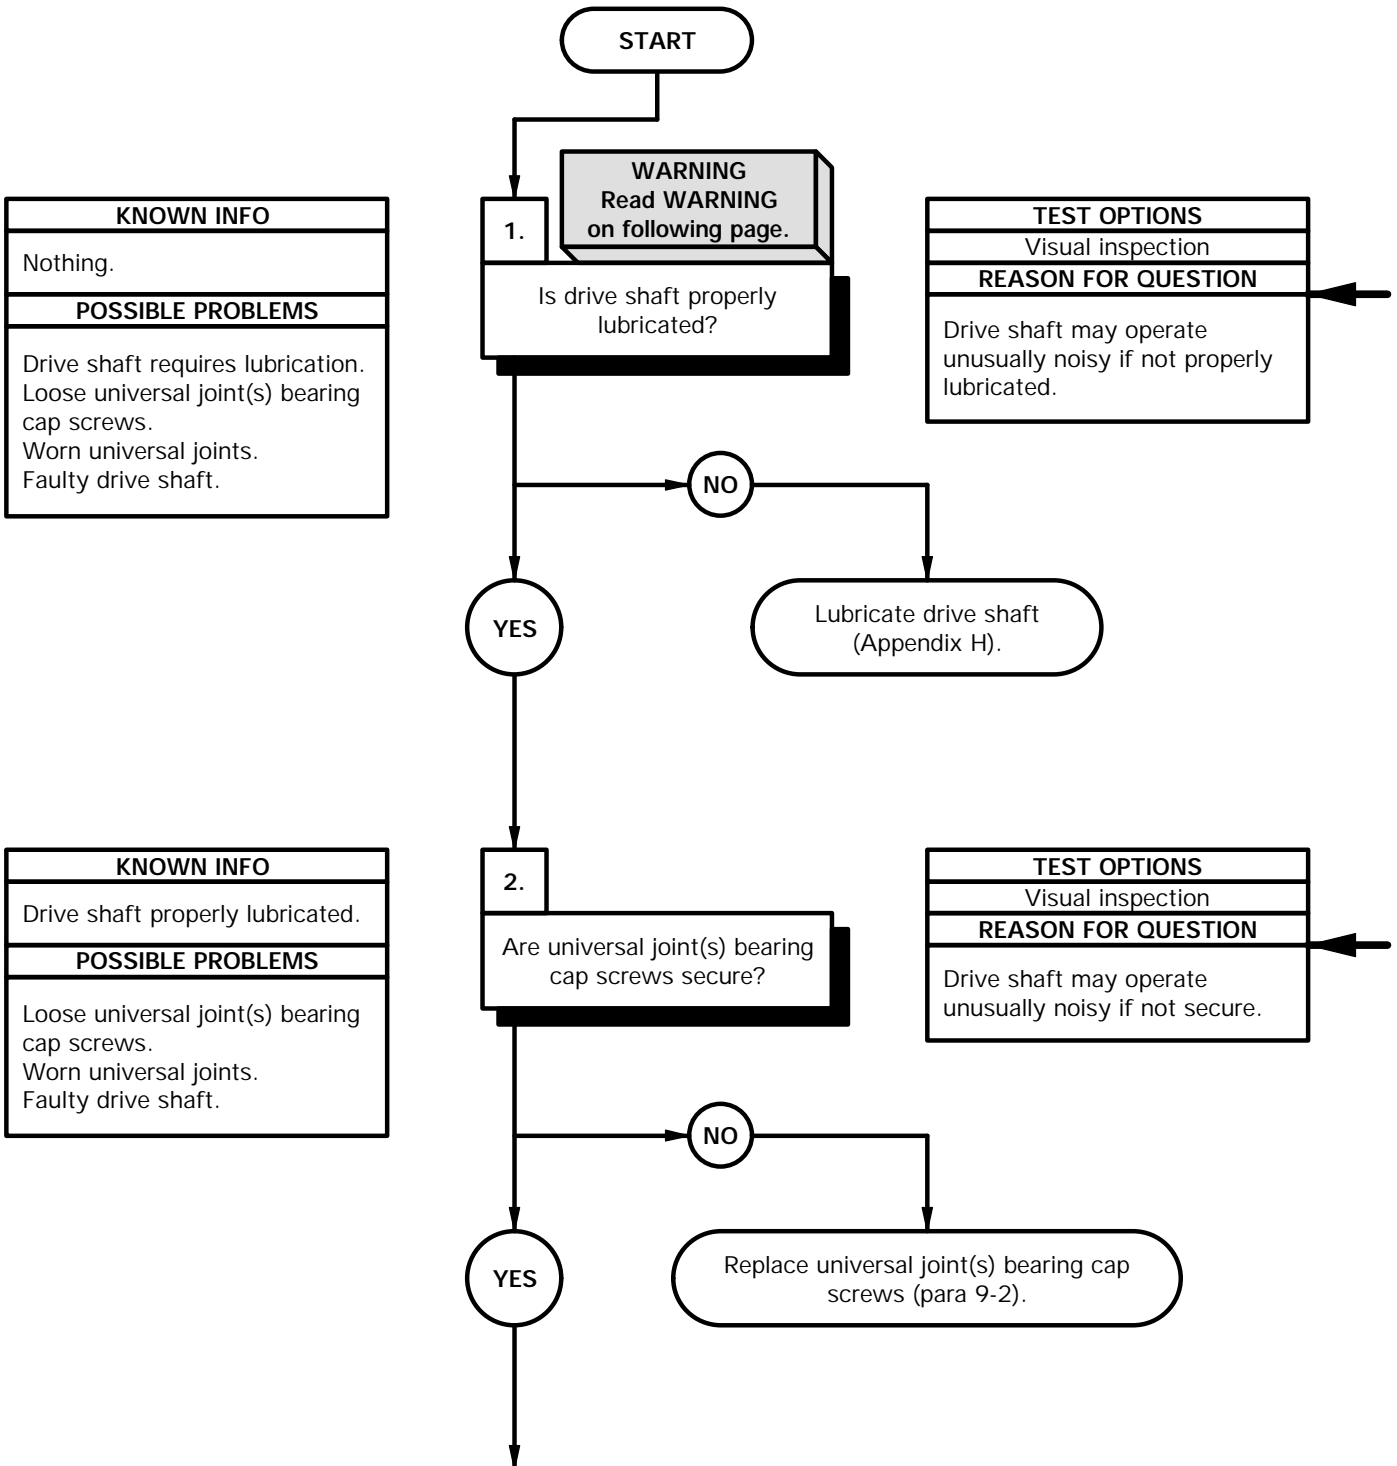 START
WARNING
Read WARNING
on following page.
KNOWN INFO
Nothing.
POSSIBLE PROBLEMS
Drive shaft requires lubrication.
Loose universal joint(s) bearing
cap screws.
Worn universal joints.
Faulty drive shaft.
1.
Is drive shaft properly
lubricated?
TEST OPTIONS
Visual inspection
REASON FOR QUESTION
Drive shaft may operate
unusually noisy if not properly
lubricated.
NO
YES
Lubricate drive shaft
(Appendix H).
KNOWN INFO
Drive shaft properly lubricated.
POSSIBLE PROBLEMS
Loose universal joint(s) bearing
cap screws.
Worn universal joints.
Faulty drive shaft.
2.
Are universal joint(s) bearing
cap screws secure?
TEST OPTIONS
Visual inspection
REASON FOR QUESTION
Drive shaft may operate
unusually noisy if not secure.
NO
YES
Replace universal joint(s) bearing cap
screws (para 9-2).